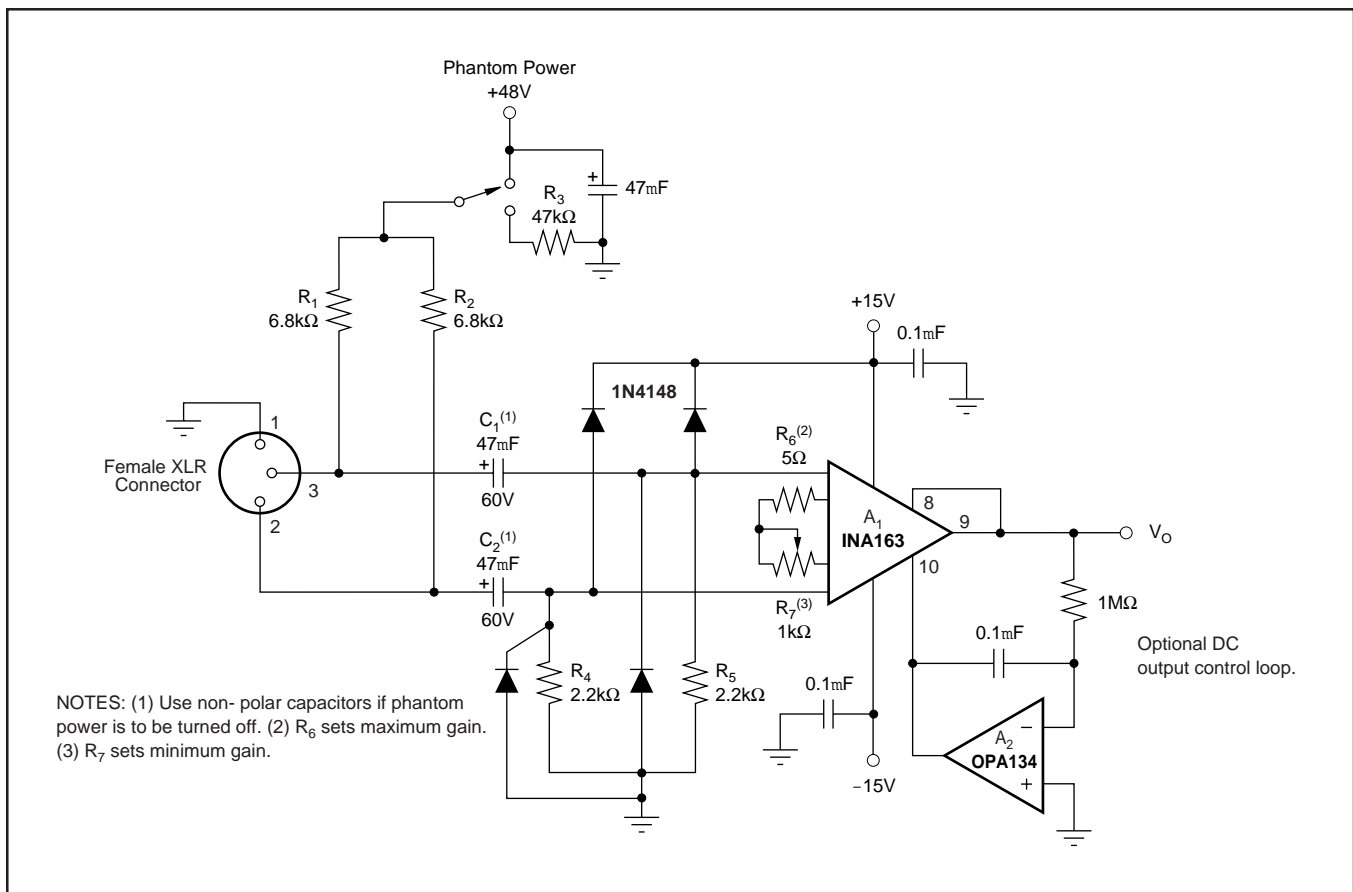 Phantom Power
+48V
+
47mF
R3
47kΩ
R1
6.8kΩ
R2
6.8kΩ
+15V
0.1mF
1N4148
1
Female XLR
Connector
3
2
C1(1)
47mF
+
60V
C2(1)
47mF
+
60V
R6(2)
5Ω
A1
INA163
8
9
10
VO
R7(3)
1kΩ
1MΩ
0.1mF
Optional DC
output control loop.
R4
2.2kΩ
R5
2.2kΩ
0.1mF
−15V
−
A2
OPA134
+
NOTES: (1) Use non- polar capacitors if phantom
power is to be turned off. (2) R6 sets maximum gain.
(3) R7 sets minimum gain.